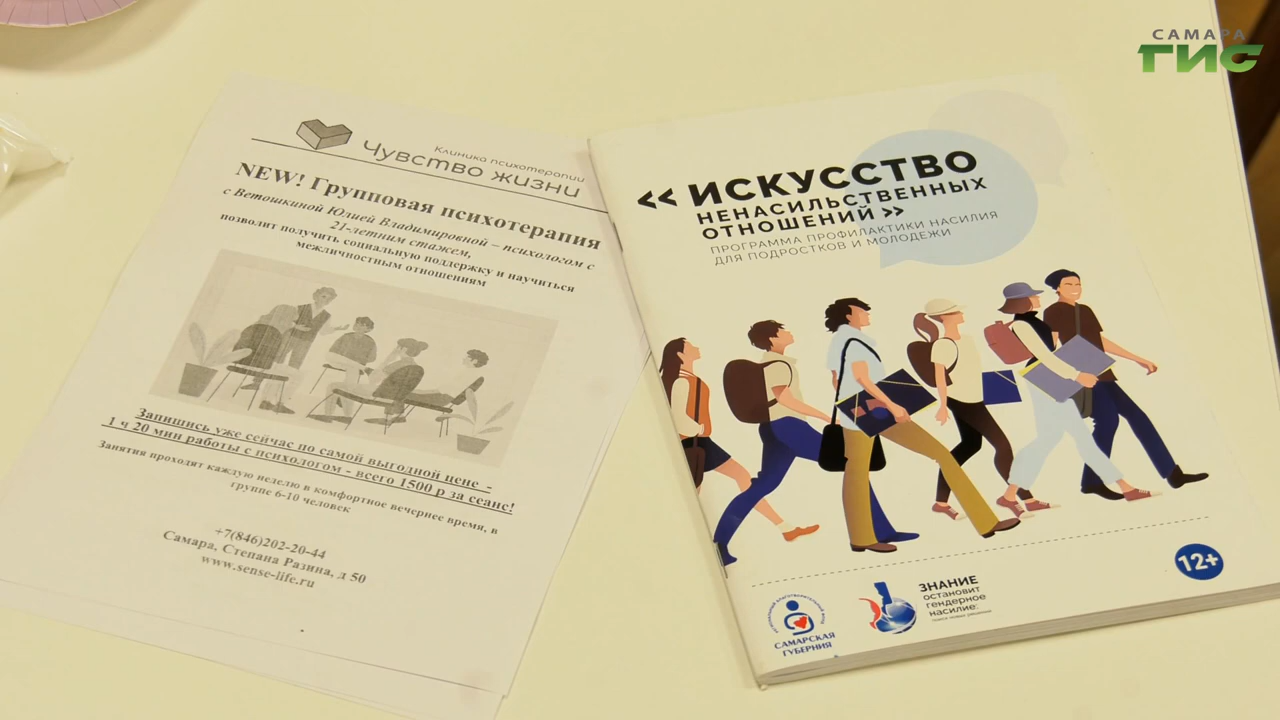 САМАРА
ГИС
Клиника психотерапии
Чувство жизни
NEW! Групповая психотерапия
с Ветошкиной Юлией Владимировной – психологом с
21-летним стажем,
позволит получить социальную поддержку и научиться
межличностным отношениям
Запишись уже сейчас по самой выгодной цене -
1 ч 20 мин работы с психологом - всего 1500 р за сеанс!
Занятия проходят каждую неделю в комфортное вечернее время, в
группе 6-10 человек
+7(846)202-20-44
Самара, Степана Разина, д 50
www.sense-life.ru
« ИСКУССТВО
НЕНАСИЛЬСТВЕННЫХ
ОТНОШЕНИЙ »
ПРОГРАММА ПРОФИЛАКТИКИ НАСИЛИЯ
ДЛЯ ПОДРОСТКОВ И МОЛОДЕЖИ
12+
САМАРСКАЯ
ГУБЕРНИЯ
ЗНАНИЕ
остановит
гендерное
насилие: